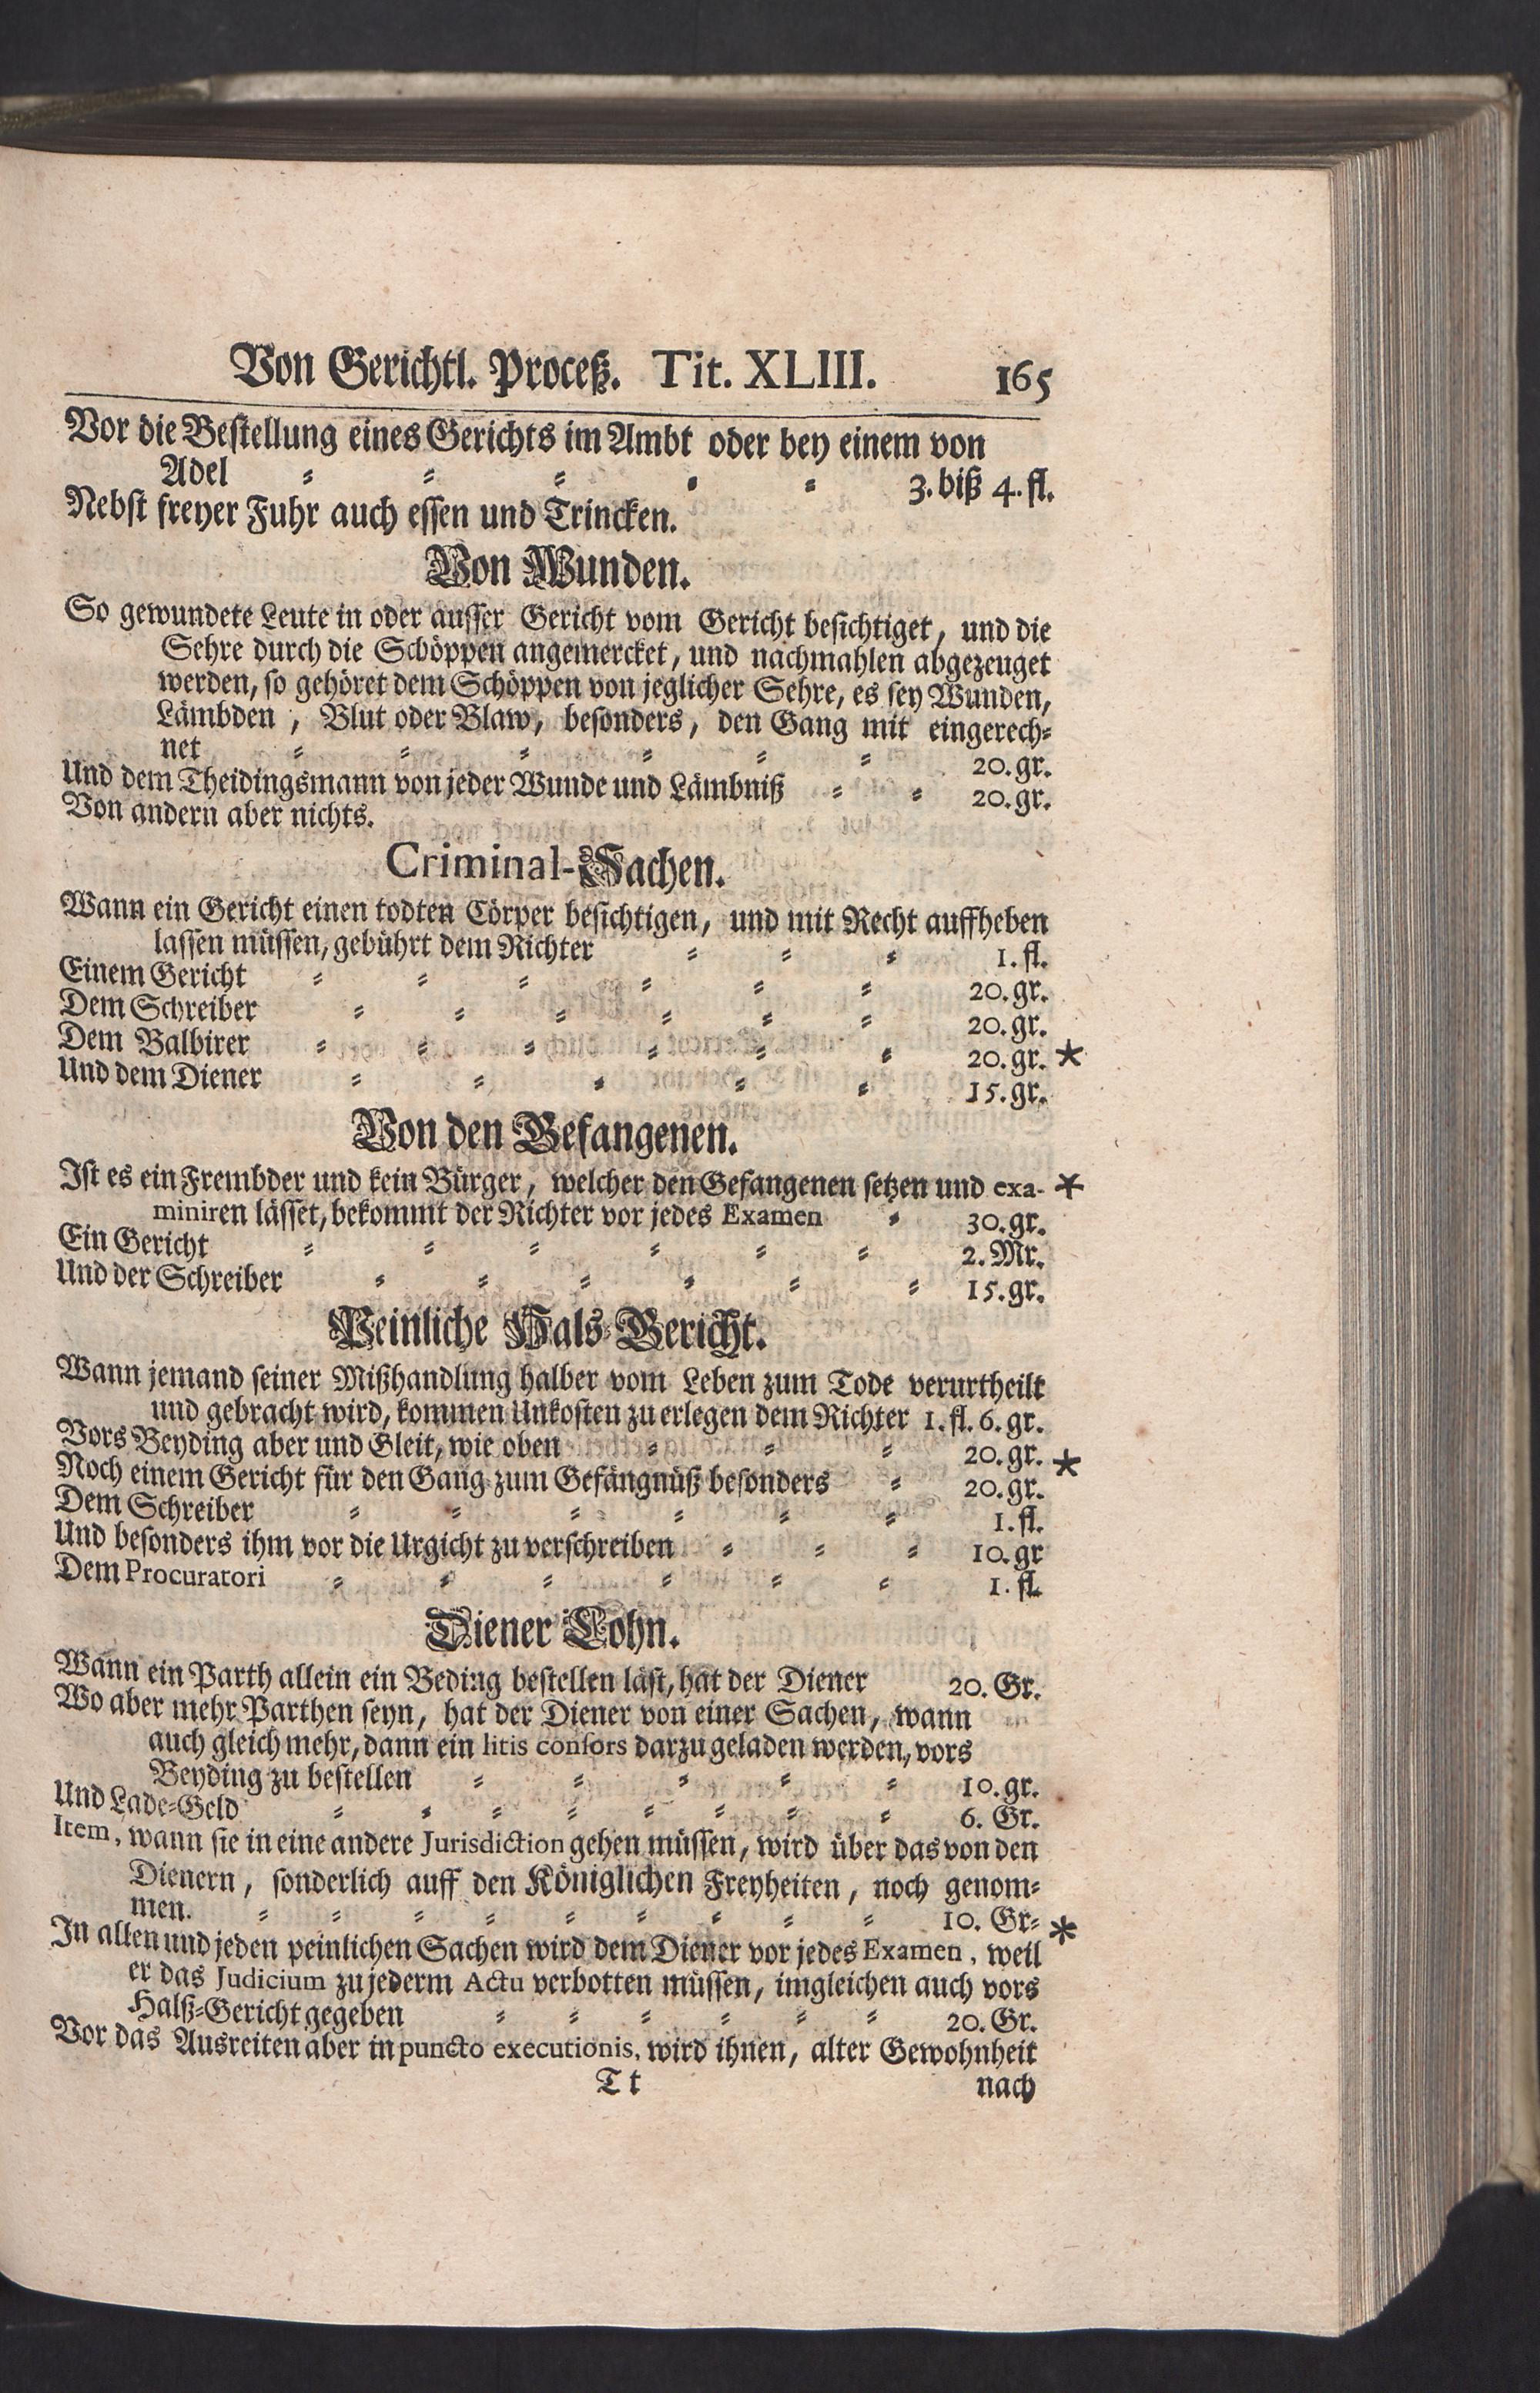 Von Gerichtl. Proceß. Tit. XLIII. 165
Vor die Bestellung eines Gerichts im Ambt oder bey einem von
Adel = = = = = 3. biß 4. fl.
Nebst freyer Fuhr auch essen und Trincken.
Von Wunden.
So gewundete Leute in oder ausser Gericht vom Gericht besichtiget, und die
Sehre durch die Schöppen angemercket, und nachmahlen abgezeuget
werden, so gehöret dem Schöppen von jeglicher Sehre, es sey Wunden,
Lämbden, Blut oder Blaw, besonders, den Gang mit eingerech=
net = = = = = = 20. gr.
Und dem Theidingsmann von jeder Wunde und Lämbniß = = 20. gr.
Von andern aber nichts.
Criminal-Sachen.
Wann ein Gericht einen todten Cörper besichtigen, und mit Recht auffheben
lassen müssen, gebührt dem Richter = = = 1. fl.
Einem Gericht = = = = = = 20. gr.
Dem Schreiber = = = = = = 20. gr.
Dem Balbirer = = = = = = 20. gr. *
Und dem Diener = = = = = 15. gr.
Von den Gefangenen.
Ist es ein Frembder und kein Bürger, welcher den Gefangenen setzen und exa- *
miniren lässet, bekommt der Richter vor jedes Examen = 30. gr.
Ein Gericht = = = = = = 2. Mr.
Und der Schreiber = = = = = = 15. gr.
Peinliche Hals=Gericht.
Wann jemand seiner Mißhandlung halber vom Leben zum Tode verurtheilt
und gebracht wird, kommen Unkosten zu erlegen dem Richter 1. fl. 6. gr.
Vors Beyding aber und Gleit, wie oben = = = 20. gr. *
Noch einem Gericht für den Gang zum Gefängnüß besonders = 20. gr.
Dem Schreiber = = = = = = 1. fl.
Und besonders ihm vor die Urgicht zu verschreiben = = = 10. gr
Dem Procuratori = = = = = = 1. fl.
Diener Lohn.
Wann ein Parth allein ein Beding bestellen läst, hat der Diener 20. Gr.
Wo aber mehr Parthen seyn, hat der Diener von einer Sachen, wann
auch gleich mehr, dann ein litis consors darzu geladen werden, vors
Beyding zu bestellen = = = = = 10. gr.
Und Lade=Geld = = = = = = = = 6. Gr.
Item, wann sie in eine andere Jurisdiction gehen müssen, wird über das von den
Dienern, sonderlich auff den Königlichen Freyheiten, noch genom=
men. = = = = = = = = = 10. Gr= *
In allen und jeden peinlichen Sachen wird dem Diener vor jedes Examen, weil
er das Judicium zu jederm Actu verbotten müssen, imgleichen auch vors
Halß=Gericht gegeben = = = = = = 20. Gr.
Vor das Ausreiten aber in puncto executionis, wird ihnen, alter Gewohnheit
Tt nach